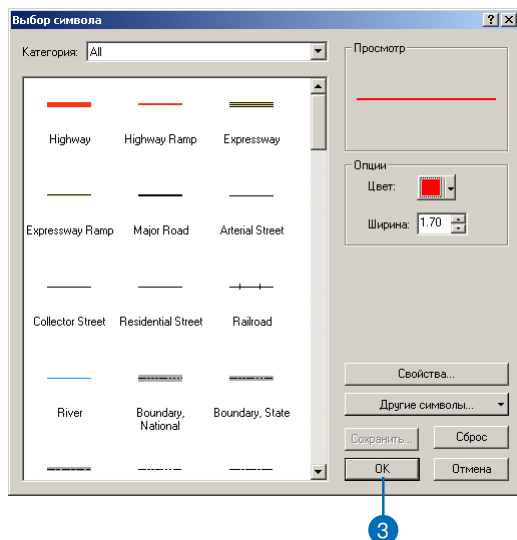 Выбор символа
Категория: All
Просмотр
Highway Highway Ramp Expressway
Опции
Цвет:
Ширина: 1.70
Expressway Ramp Major Road Arterial Street
Collector Street Residential Street Railroad
River Boundary, National Boundary, State
Свойства...
Другие символы...
Сохранить... Сброс
OK Отмена
3